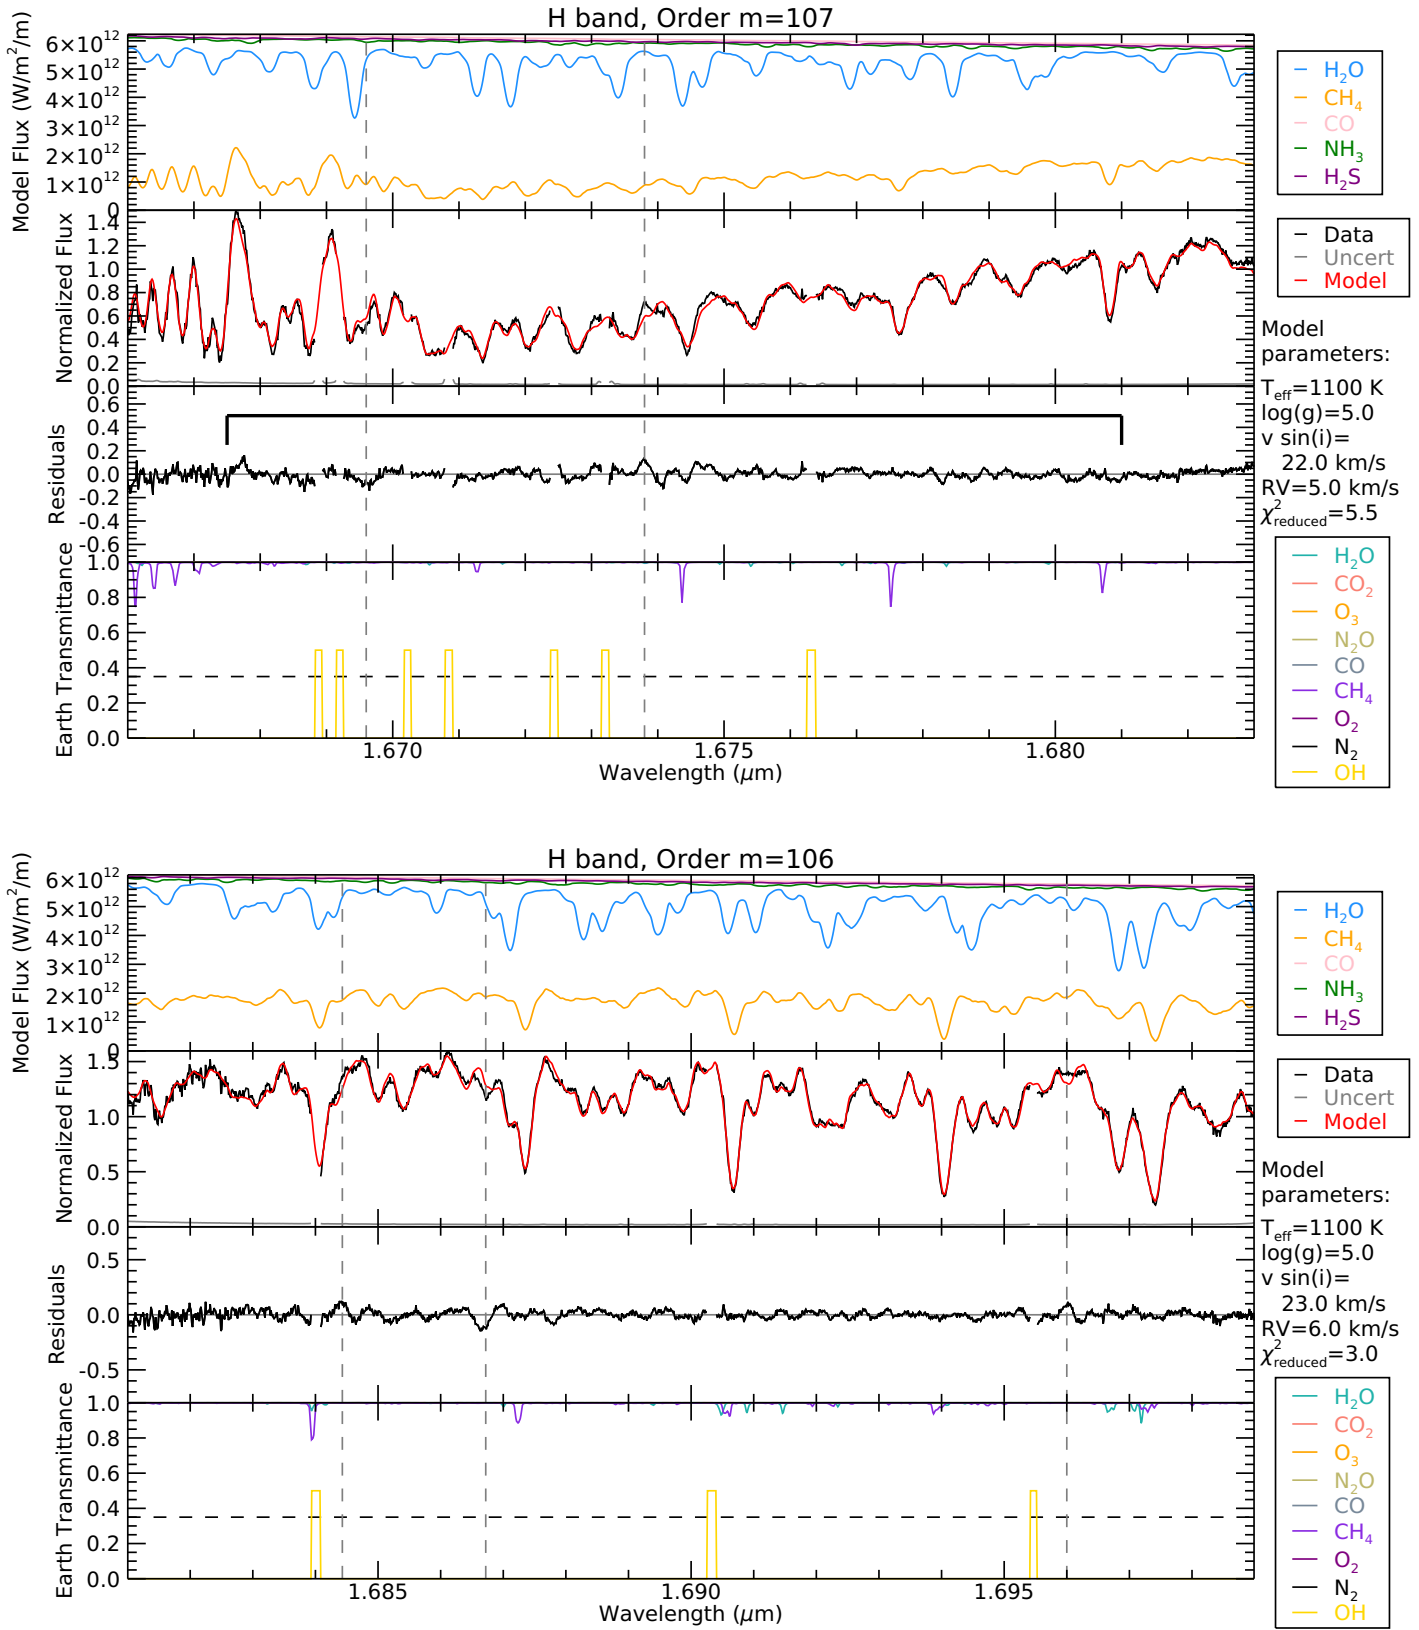 H band, Order m=107
Model Flux (W/m²/m)
6×10¹²
5×10¹²
4×10¹²
3×10¹²
2×10¹²
1×10¹²
0
H₂O
CH₄
CO
NH₃
H₂S
Normalized Flux
1.4
1.2
1.0
0.8
0.6
0.4
0.2
0.0
Data
Uncert
Model
Residuals
0.6
0.4
0.2
0.0
-0.2
-0.4
-0.6
Model
parameters:
T_eff=1100 K
log(g)=5.0
v sin(i)=
22.0 km/s
RV=5.0 km/s
χ²_reduced=5.5
Earth Transmittance
1.0
0.8
0.6
0.4
0.2
0.0
H₂O
CO₂
O₃
N₂O
CO
CH₄
O₂
N₂
OH
1.670 1.675 1.680
Wavelength (μm)
H band, Order m=106
Model Flux (W/m²/m)
6×10¹²
5×10¹²
4×10¹²
3×10¹²
2×10¹²
1×10¹²
0
H₂O
CH₄
CO
NH₃
H₂S
Normalized Flux
1.5
1.0
0.5
0.0
Data
Uncert
Model
Residuals
0.5
0.0
-0.5
Model
parameters:
T_eff=1100 K
log(g)=5.0
v sin(i)=
23.0 km/s
RV=6.0 km/s
χ²_reduced=3.0
Earth Transmittance
1.0
0.8
0.6
0.4
0.2
0.0
H₂O
CO₂
O₃
N₂O
CO
CH₄
O₂
N₂
OH
1.685 1.690 1.695
Wavelength (μm)